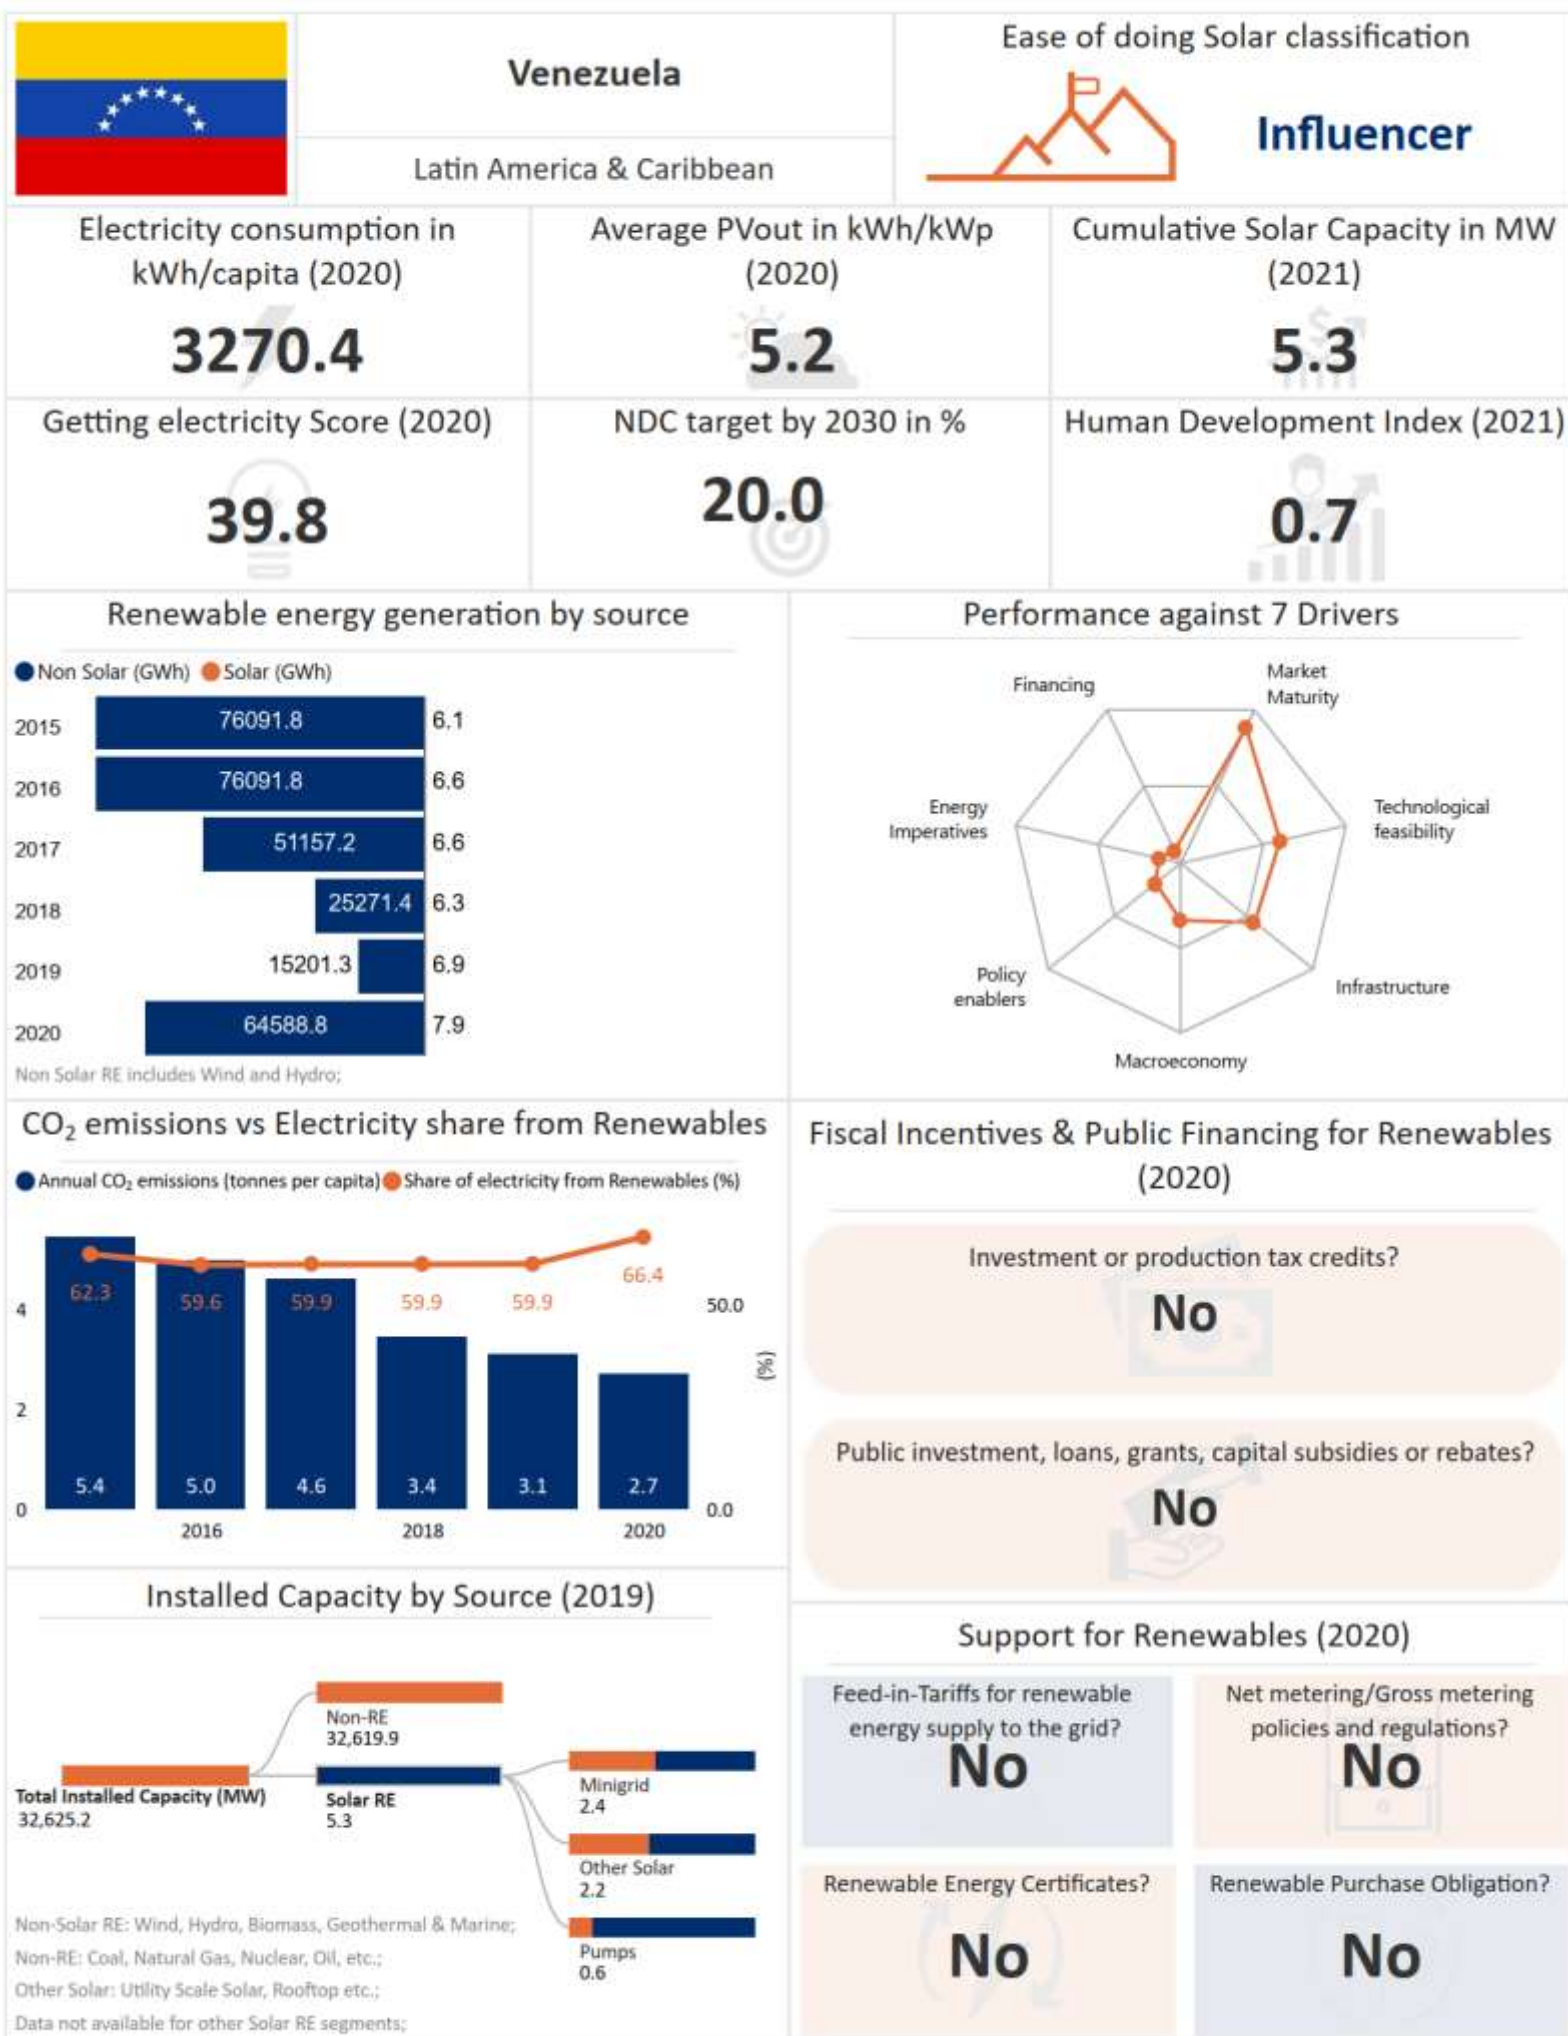 Venezuela
Latin America & Caribbean
Ease of doing Solar classification
Influencer
Electricity consumption in
kWh/capita (2020)
3270.4
Average PVout in kWh/kWp
(2020)
5.2
Cumulative Solar Capacity in MW
(2021)
5.3
Getting electricity Score (2020)
39.8
NDC target by 2030 in %
20.0
Human Development Index (2021)
0.7
Renewable energy generation by source
Non Solar (GWh) Solar (GWh)
2015 76091.8 6.1
2016 76091.8 6.6
2017 51157.2 6.6
2018 25271.4 6.3
2019 15201.3 6.9
2020 64588.8 7.9
Non Solar RE includes Wind and Hydro;
Performance against 7 Drivers
Financing
Market
Maturity
Energy
Imperatives
Technological
feasibility
Policy
enablers
Infrastructure
Macroeconomy
CO₂ emissions vs Electricity share from Renewables
Annual CO₂ emissions (tonnes per capita) Share of electricity from Renewables (%)
62.3 59.6 59.9 59.9 59.9 66.4
4 50.0
(%)
2
5.4 5.0 4.6 3.4 3.1 2.7
0 0.0
2016 2018 2020
Fiscal Incentives & Public Financing for Renewables
(2020)
Investment or production tax credits?
No
Public investment, loans, grants, capital subsidies or rebates?
No
Installed Capacity by Source (2019)
Total Installed Capacity (MW)
32,625.2
Non-RE
32,619.9
Solar RE
5.3
Minigrid
2.4
Other Solar
2.2
Pumps
0.6
Non-Solar RE: Wind, Hydro, Biomass, Geothermal & Marine;
Non-RE: Coal, Natural Gas, Nuclear, Oil, etc.;
Other Solar: Utility Scale Solar, Rooftop etc.;
Data not available for other Solar RE segments;
Support for Renewables (2020)
Feed-in-Tariffs for renewable
energy supply to the grid?
No
Net metering/Gross metering
policies and regulations?
No
Renewable Energy Certificates?
No
Renewable Purchase Obligation?
No